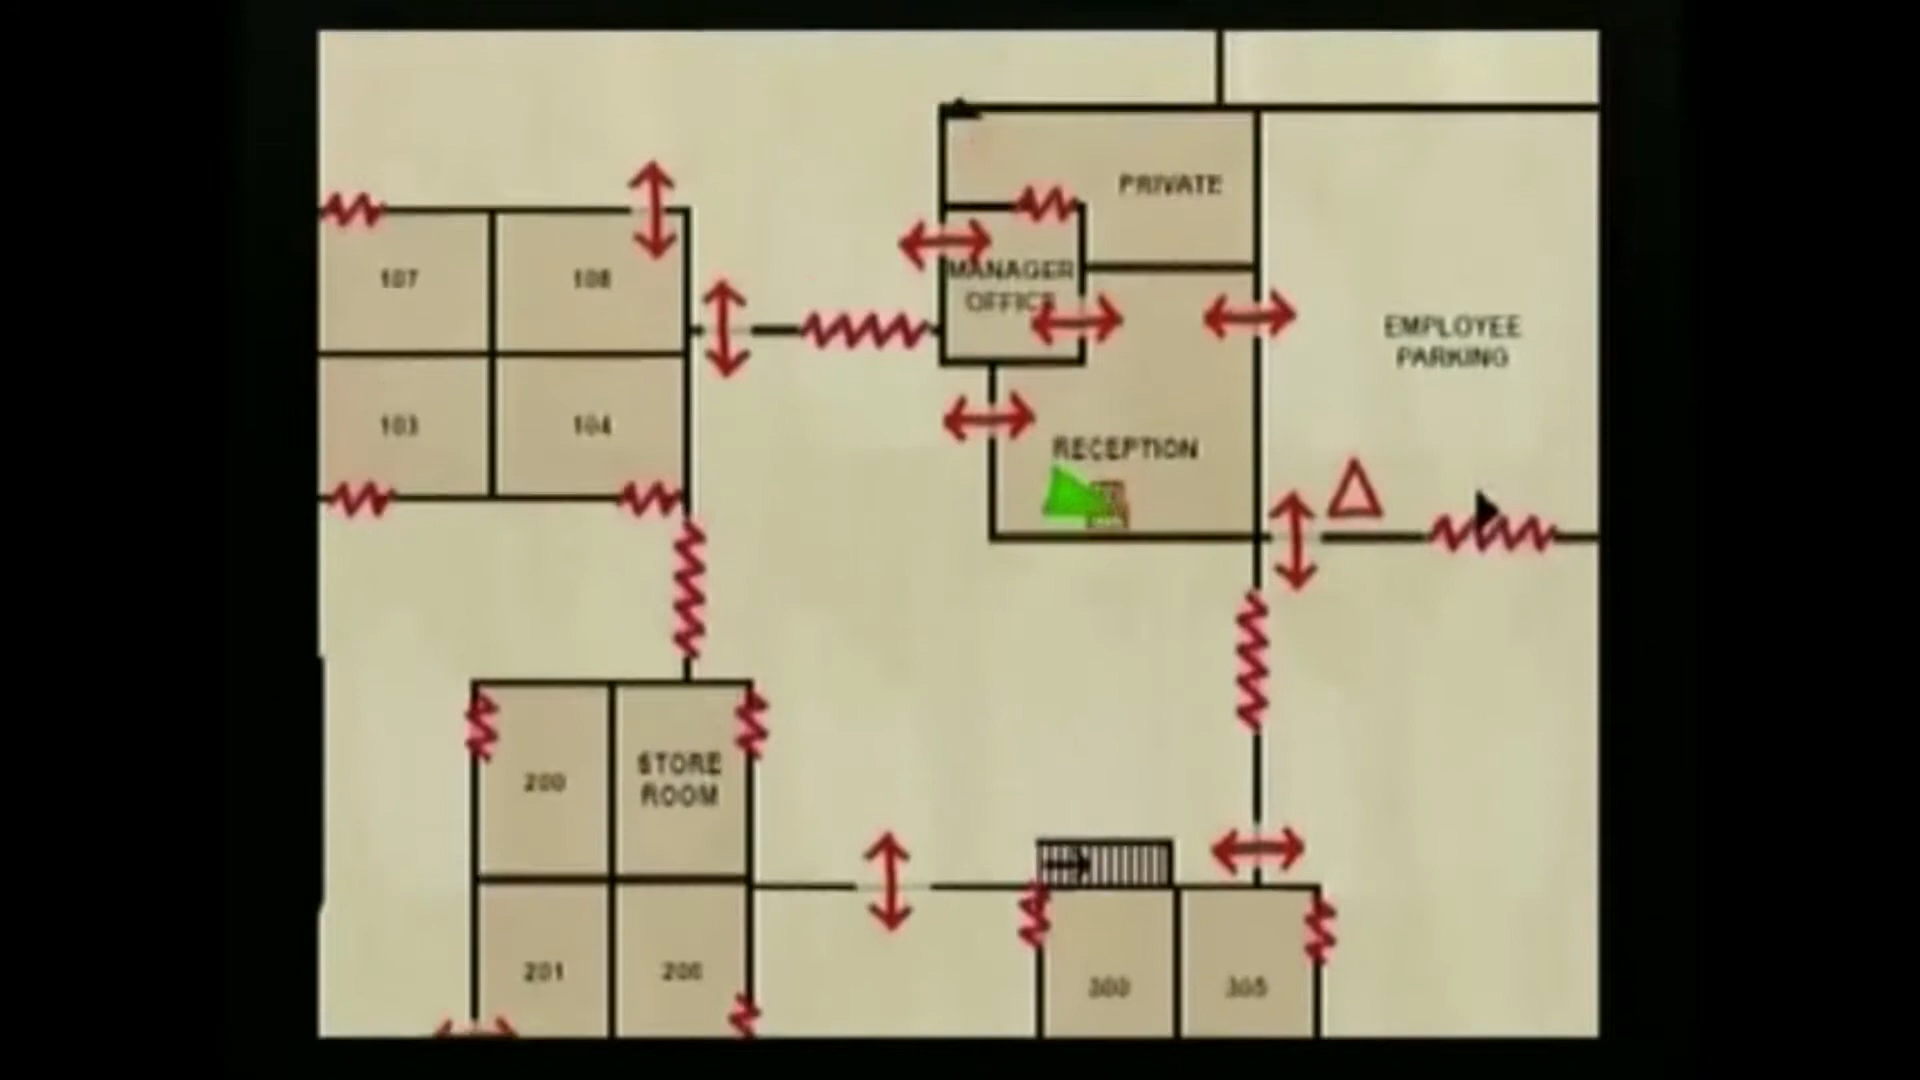 PRIVATE
107
108
MANAGER
OFFICE
EMPLOYEE
PARKING
103
104
RECEPTION
STORE
ROOM
200
201
300
305